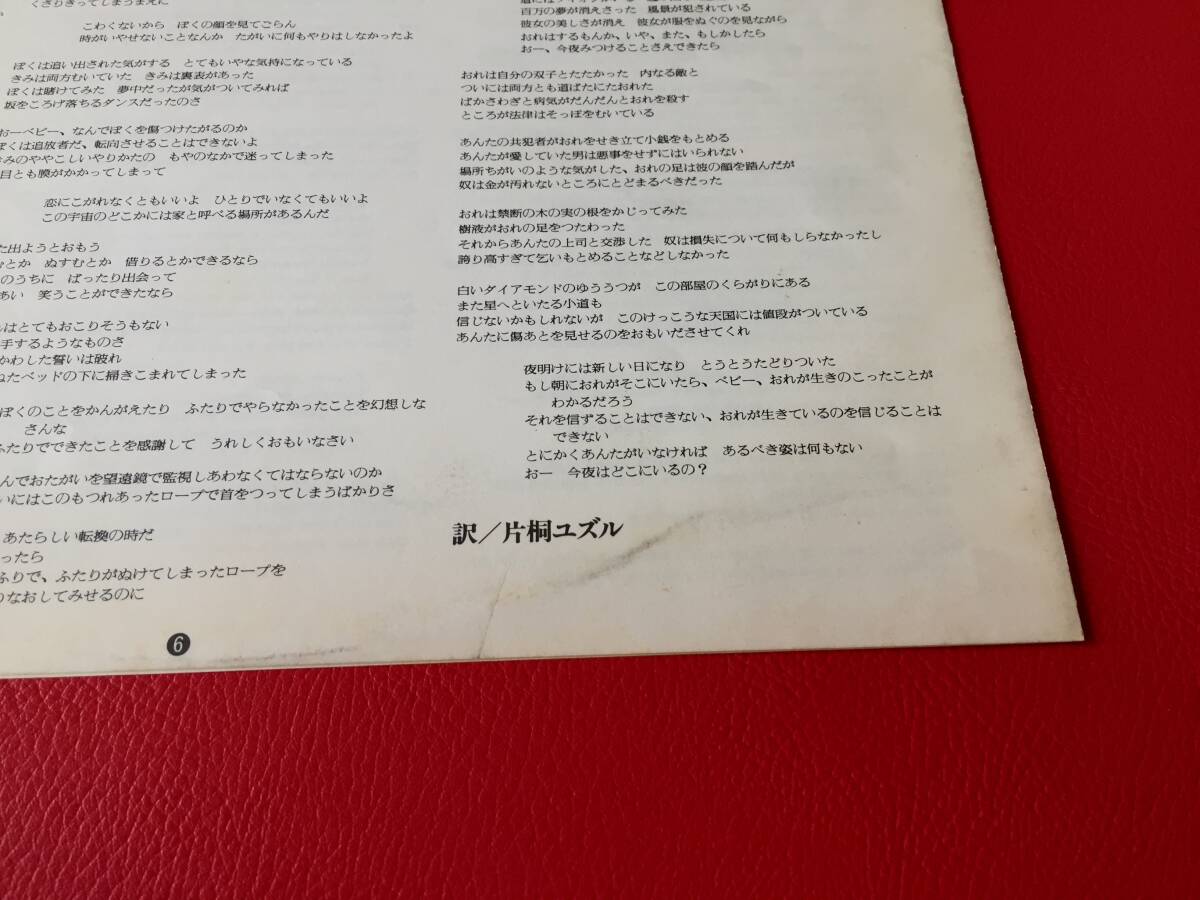 くさりきってしまうまえに
こわくないから　ぼくの顔を見てごらん
時がいやせないことなんか　たがいに何もやりはしなかったよ
ぼくは追い出された気がする　とてもいやな気持になっている
きみは両方むいていた　きみは裏表があった
ぼくは賭けてみた　夢中だったが気がついてみれば
坂をころげ落ちるダンスだったのさ
おーベビー、なんでぼくを傷つけたがるのか
ぼくは追放者だ、転向させることはできないよ
きみのややこしいやりかたの　もやのなかで迷ってしまった
目とも膜がかかってしまって
恋にこがれなくともいいよ　ひとりでいなくてもいいよ
この宇宙のどこかには家と呼べる場所があるんだ
た出ようとおもう
とか　ぬすむとか　借りるとかできるなら
のうちに　ばったり出会って
あい　笑うことができたなら
はとてもおこりそうもない
手するようなものさ
かわした誓いは破れ
ねたベッドの下に掃きこまれてしまった
ぼくのことをかんがえたり　ふたりでやらなかったことを幻想しな
さんな
ふたりでできたことを感謝して　うれしくおもいなさい
んでおたがいを望遠鏡で監視しあわなくてはならないのか
いにはこのもつれあったロープで首をつってしまうばかりさ
あたらしい転換の時だ
ったら
ふりで、ふたりがぬけてしまったロープを
りなおしてみせるのに
❻
百万の夢が消えさった　風景が犯されている
彼女の美しさが消え　彼女が服をぬぐのを見ながら
おれはするもんか、いや、また、もしかしたら
おー、今夜みつけることさえできたら
おれは自分の双子とたたかった　内なる敵と
ついには両方とも道ばたにたおれた
ばかさわぎと病気がだんだんとおれを殺す
ところが法律はそっぽをむいている
あんたの共犯者がおれをせき立て小銭をもとめる
あんたが愛していた男は悪事をせずにはいられない
場所ちがいのような気がした、おれの足は彼の顔を踏んだが
奴は金が汚れないところにとどまるべきだった
おれは禁断の木の実の根をかじってみた
樹液がおれの足をつたわった
それからあんたの上司と交渉した　奴は損失について何もしらなかったし
誇り高すぎて乞いもとめることなどしなかった
白いダイアモンドのゆううつが　この部屋のくらがりにある
また星へといたる小道も
信じないかもしれないが　このけっこうな天国には値段がついている
あんたに傷あとを見せるのをおもいださせてくれ
夜明けには新しい日になり　とうとうたどりついた
もし朝におれがそこにいたら、ベビー、おれが生きのこったことが
わかるだろう
それを信ずることはできない、おれが生きているのを信じることは
できない
とにかくあんたがいなければ　あるべき姿は何もない
おー　今夜はどこにいるの？
訳／片桐ユズル